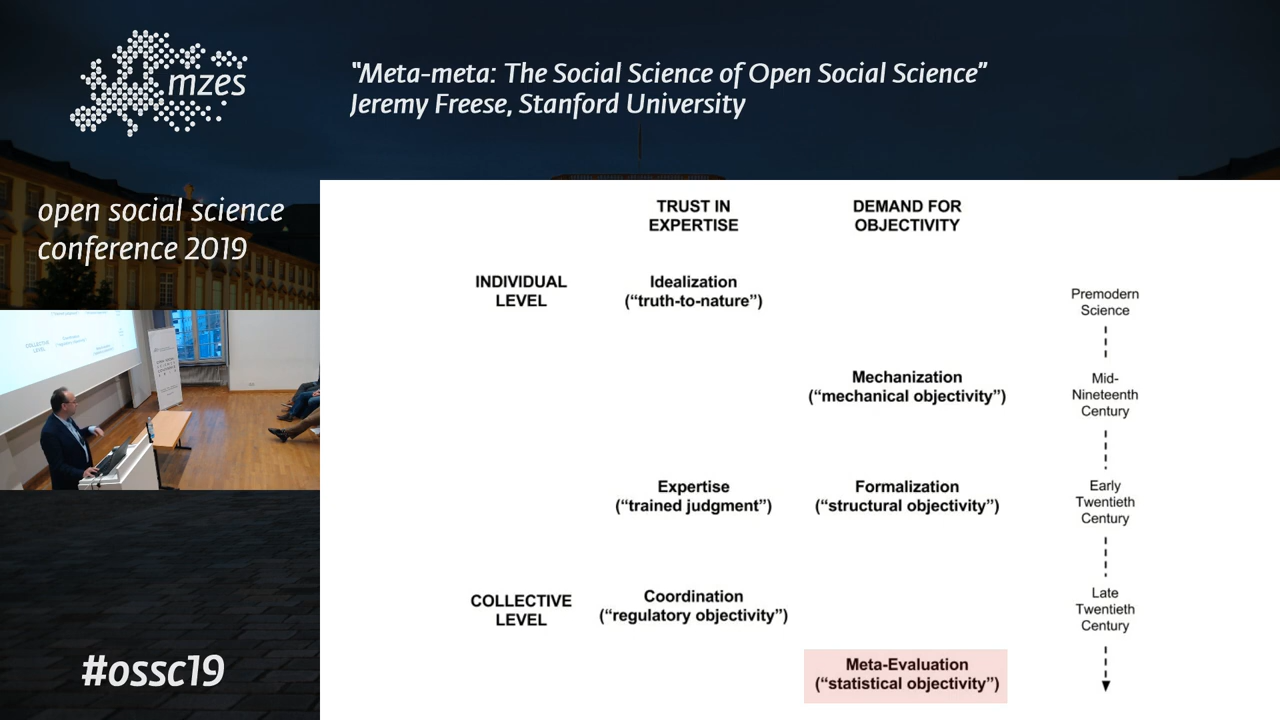 mzes
“Meta-meta: The Social Science of Open Social Science”
Jeremy Freese, Stanford University
open social science
conference 2019
#ossc19
TRUST IN
EXPERTISE
DEMAND FOR
OBJECTIVITY
INDIVIDUAL
LEVEL
Idealization
(“truth-to-nature”)
Premodern
Science
Mechanization
(“mechanical objectivity”)
Mid-
Nineteenth
Century
Expertise
(“trained judgment”)
Formalization
(“structural objectivity”)
Early
Twentieth
Century
COLLECTIVE
LEVEL
Coordination
(“regulatory objectivity”)
Late
Twentieth
Century
Meta-Evaluation
(“statistical objectivity”)